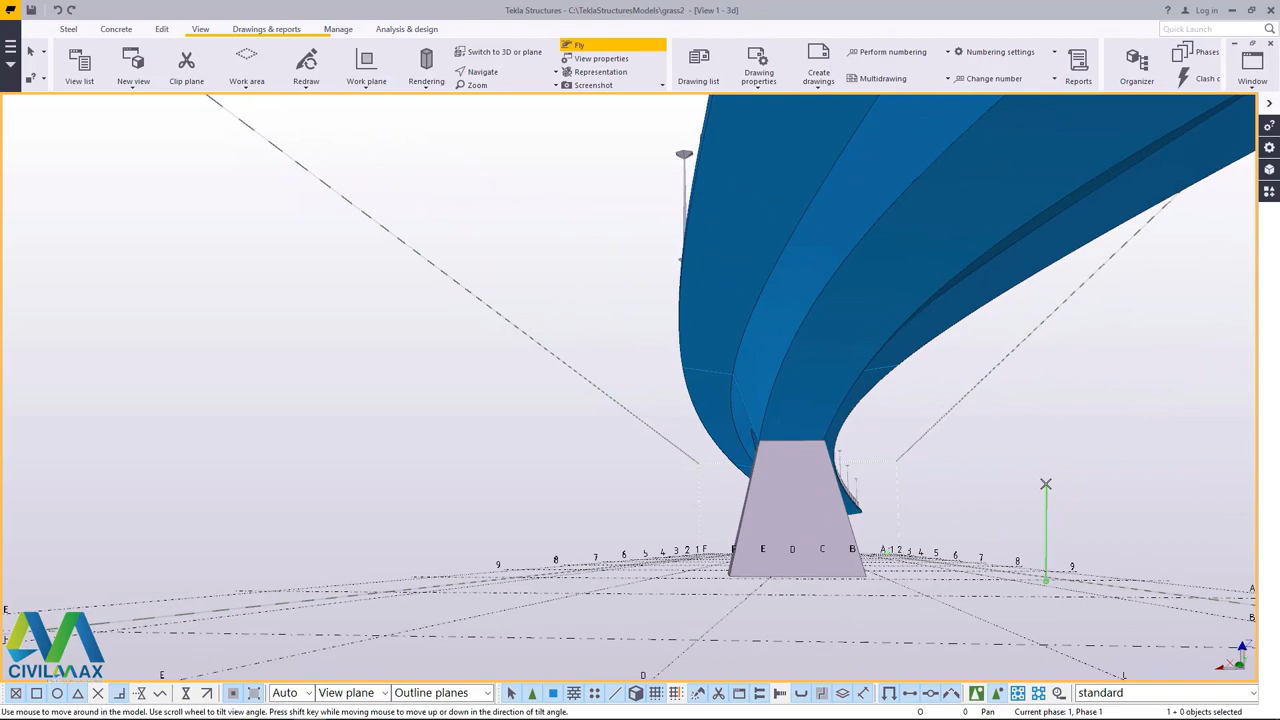 Tekla Structures - C:\TeklaStructuresModels\grass2 - [View 1 - 3d]
Log in
Steel
Concrete
Edit
View
Drawings & reports
Manage
Analysis & design
Quick Launch
View list
New view
Clip plane
Work area
Redraw
Work plane
Rendering
Switch to 3D or plane
Navigate
Zoom
Fly
View properties
Representation
Screenshot
Drawing list
Drawing properties
Create drawings
Perform numbering
Multidrawing
Numbering settings
Change number
Reports
Organizer
Phases
Clash c
Window
9 8 7 6 5 4 3 2 1 F F E D C B A 1 2 3 4 5 6 7 8 9
A
B
E
E
D
CIVILMAX
Auto
View plane
Outline planes
standard
Use mouse to move around in the model. Use scroll wheel to tilt view angle. Press shift key while moving mouse to move up or down in the direction of tilt angle.
O
0
Pan
Current phase: 1, Phase 1
1 + 0 objects selected